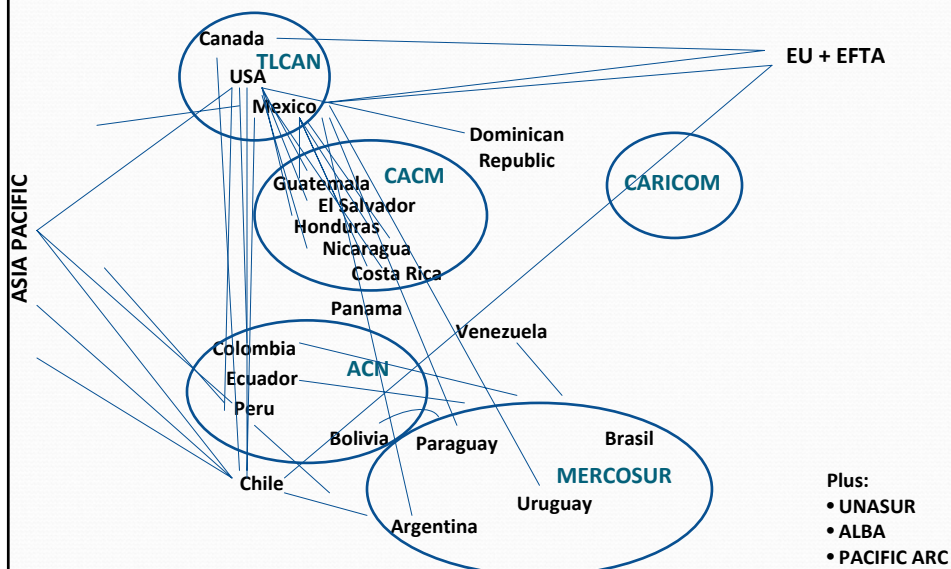 Canada
TLCAN
USA
Mexico
EU + EFTA
Dominican
Republic
CACM
Guatemala
El Salvador
Honduras
Nicaragua
Costa Rica
CARICOM
ASIA PACIFIC
Panama
Venezuela
Colombia
ACN
Ecuador
Peru
Bolivia
Paraguay
Brasil
MERCOSUR
Chile
Uruguay
Argentina
Plus:
• UNASUR
• ALBA
• PACIFIC ARC